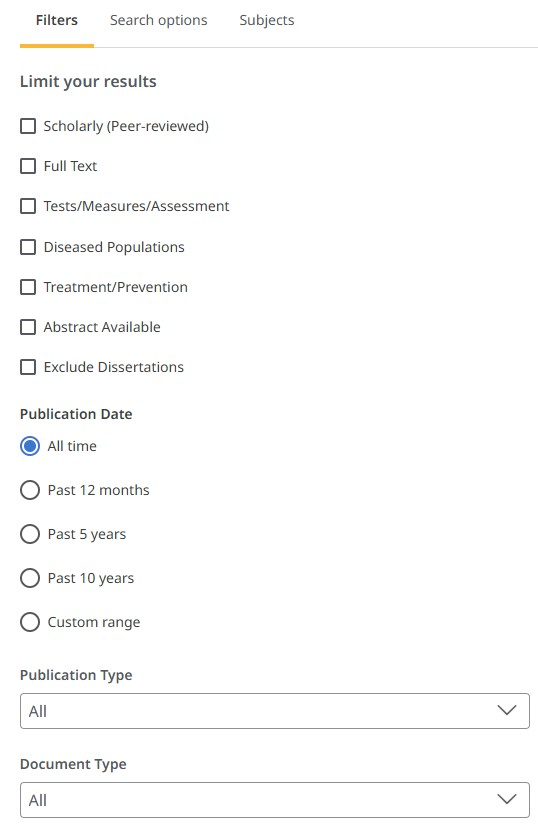 Filters Search options Subjects
Limit your results
Scholarly (Peer-reviewed)
Full Text
Tests/Measures/Assessment
Diseased Populations
Treatment/Prevention
Abstract Available
Exclude Dissertations
Publication Date
All time
Past 12 months
Past 5 years
Past 10 years
Custom range
Publication Type
All
Document Type
All